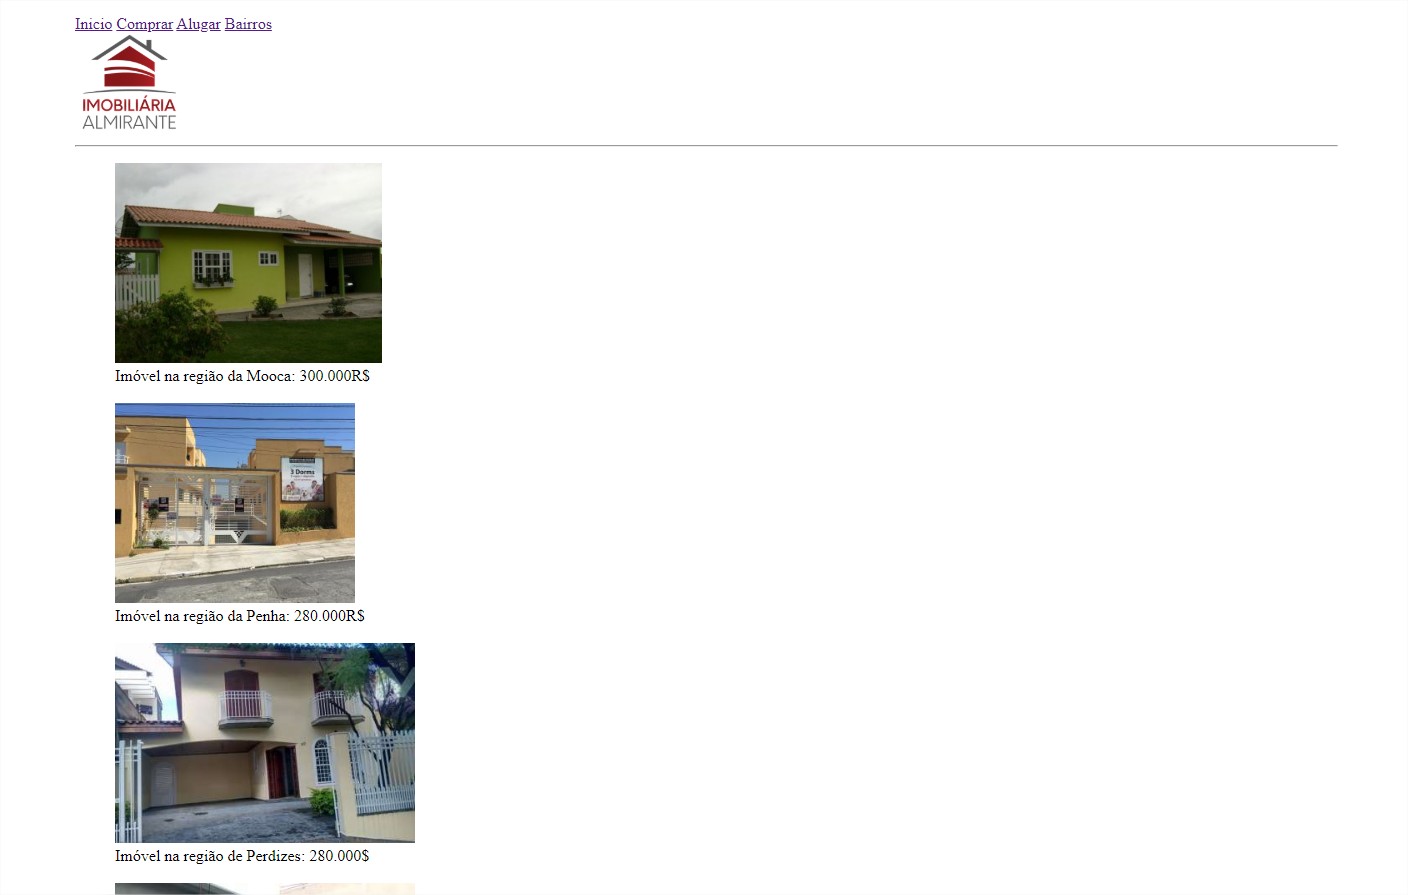 Inicio Comprar Alugar Bairros
IMOBILIÁRIA
ALMIRANTE
Imóvel na região da Mooca: 300.000R$
3 Dorms
Imóvel na região da Penha: 280.000R$
Imóvel na região de Perdizes: 280.000$